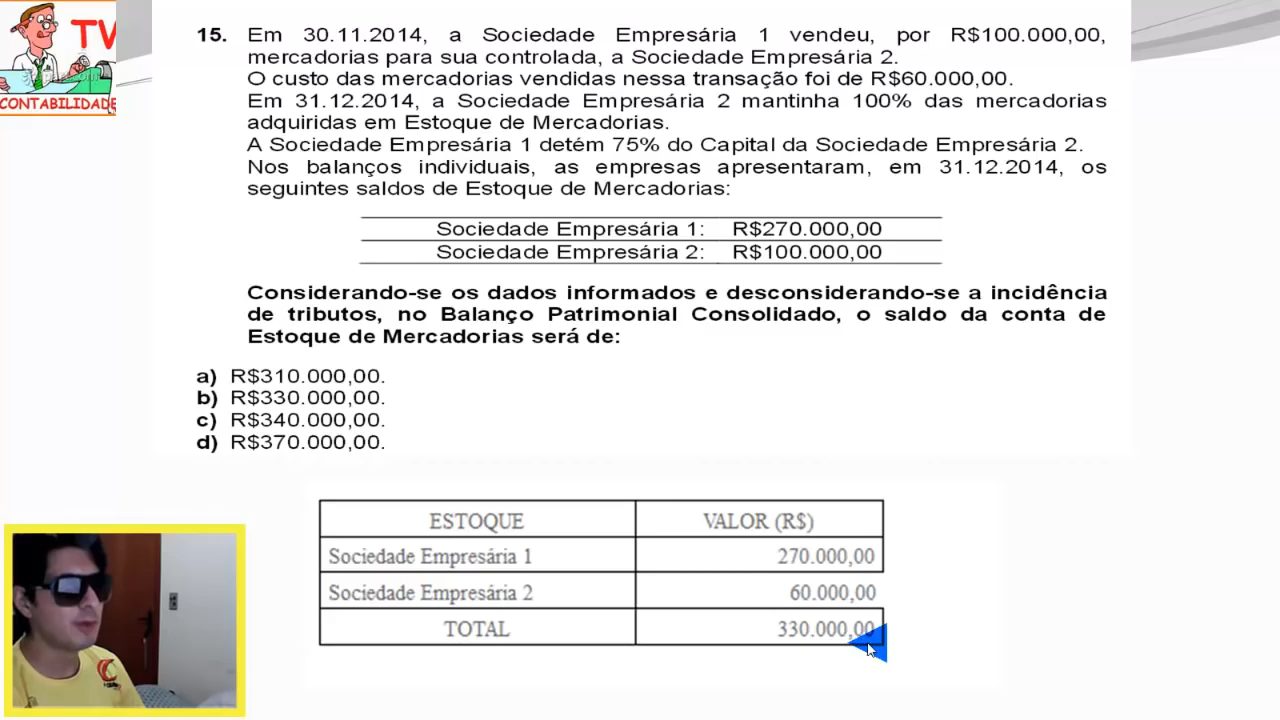 TV
CONTABILIDADE
15. Em 30.11.2014, a Sociedade Empresária 1 vendeu, por R$100.000,00,
mercadorias para sua controlada, a Sociedade Empresária 2.
O custo das mercadorias vendidas nessa transação foi de R$60.000,00.
Em 31.12.2014, a Sociedade Empresária 2 mantinha 100% das mercadorias
adquiridas em Estoque de Mercadorias.
A Sociedade Empresária 1 detém 75% do Capital da Sociedade Empresária 2.
Nos balanços individuais, as empresas apresentaram, em 31.12.2014, os
seguintes saldos de Estoque de Mercadorias:
Sociedade Empresária 1: R$270.000,00
Sociedade Empresária 2: R$100.000,00
Considerando-se os dados informados e desconsiderando-se a incidência
de tributos, no Balanço Patrimonial Consolidado, o saldo da conta de
Estoque de Mercadorias será de:
a) R$310.000,00.
b) R$330.000,00.
c) R$340.000,00.
d) R$370.000,00.
ESTOQUE VALOR (R$)
Sociedade Empresária 1 270.000,00
Sociedade Empresária 2 60.000,00
TOTAL 330.000,00